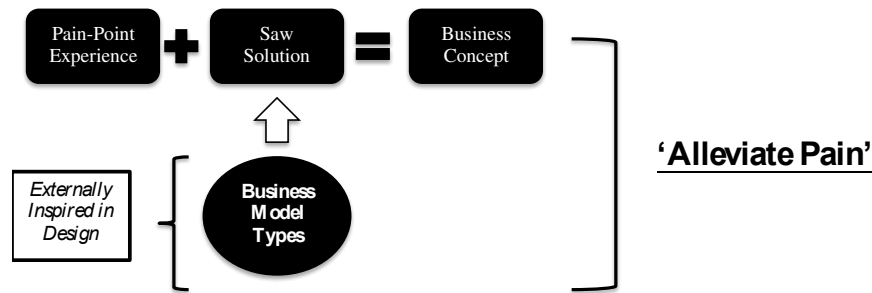 Pain-Point
Experience
Saw
Solution
Business
Concept
'Alleviate Pain'
Externally
Inspired in
Design
Business
Model
Types